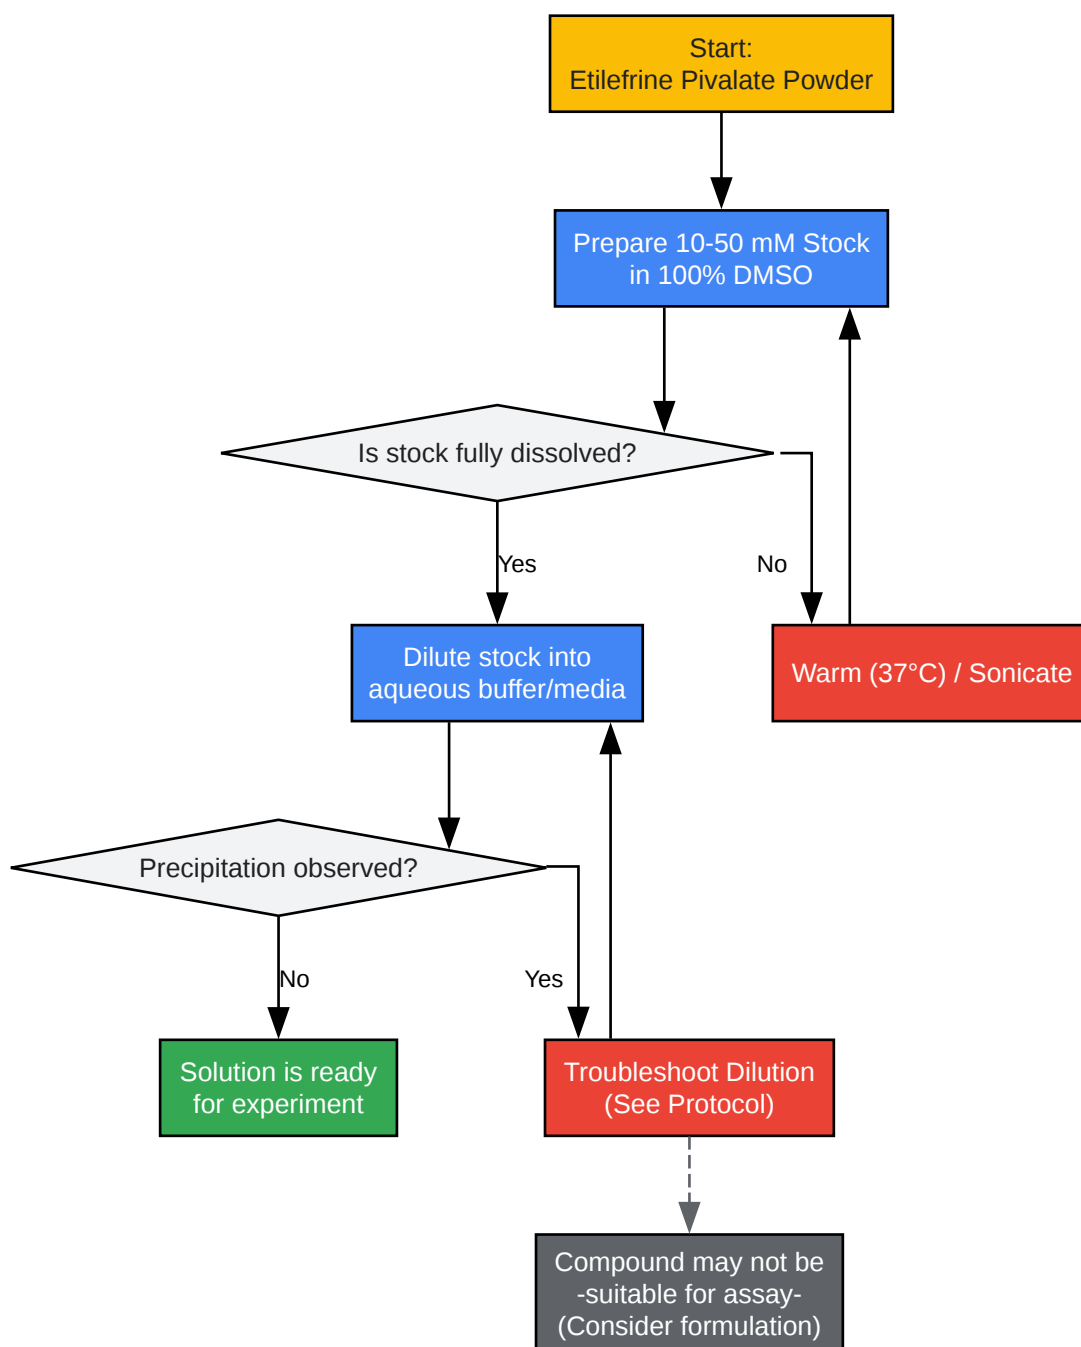 Start:
Etilefrine Pivalate Powder
Prepare 10-50 mM Stock
in 100% DMSO
Is stock fully dissolved?
Yes
No
Dilute stock into
aqueous buffer/media
Warm (37°C) / Sonicate
Precipitation observed?
No
Yes
Solution is ready
for experiment
Troubleshoot Dilution
(See Protocol)
Compound may not be
-suitable for assay-
(Consider formulation)